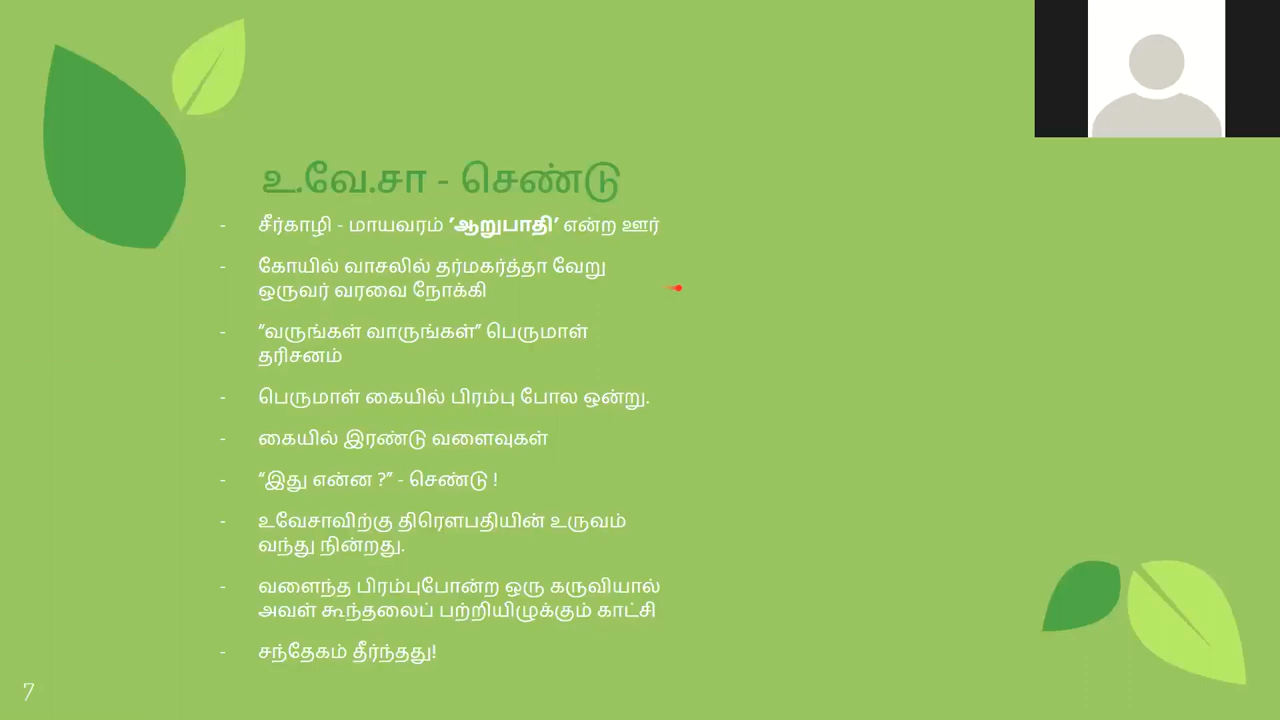 உ.வே.சா - செண்டு
- சீர்காழி - மாயவரம் ‘ஆறுபாதி’ என்ற ஊர்
- கோயில் வாசலில் தர்மகர்த்தா வேறு
ஒருவர் வரவை நோக்கி
- “வருங்கள் வாருங்கள்” பெருமாள்
தரிசனம்
- பெருமாள் கையில் பிரம்பு போல ஒன்று.
- கையில் இரண்டு வளைவுகள்
- “இது என்ன ?” - செண்டு !
- உவேசாவிற்கு திரௌபதியின் உருவம்
வந்து நின்றது.
- வளைந்த பிரம்புபோன்ற ஒரு கருவியால்
அவள் கூந்தலைப் பற்றியிழுக்கும் காட்சி
- சந்தேகம் தீர்ந்தது!
7